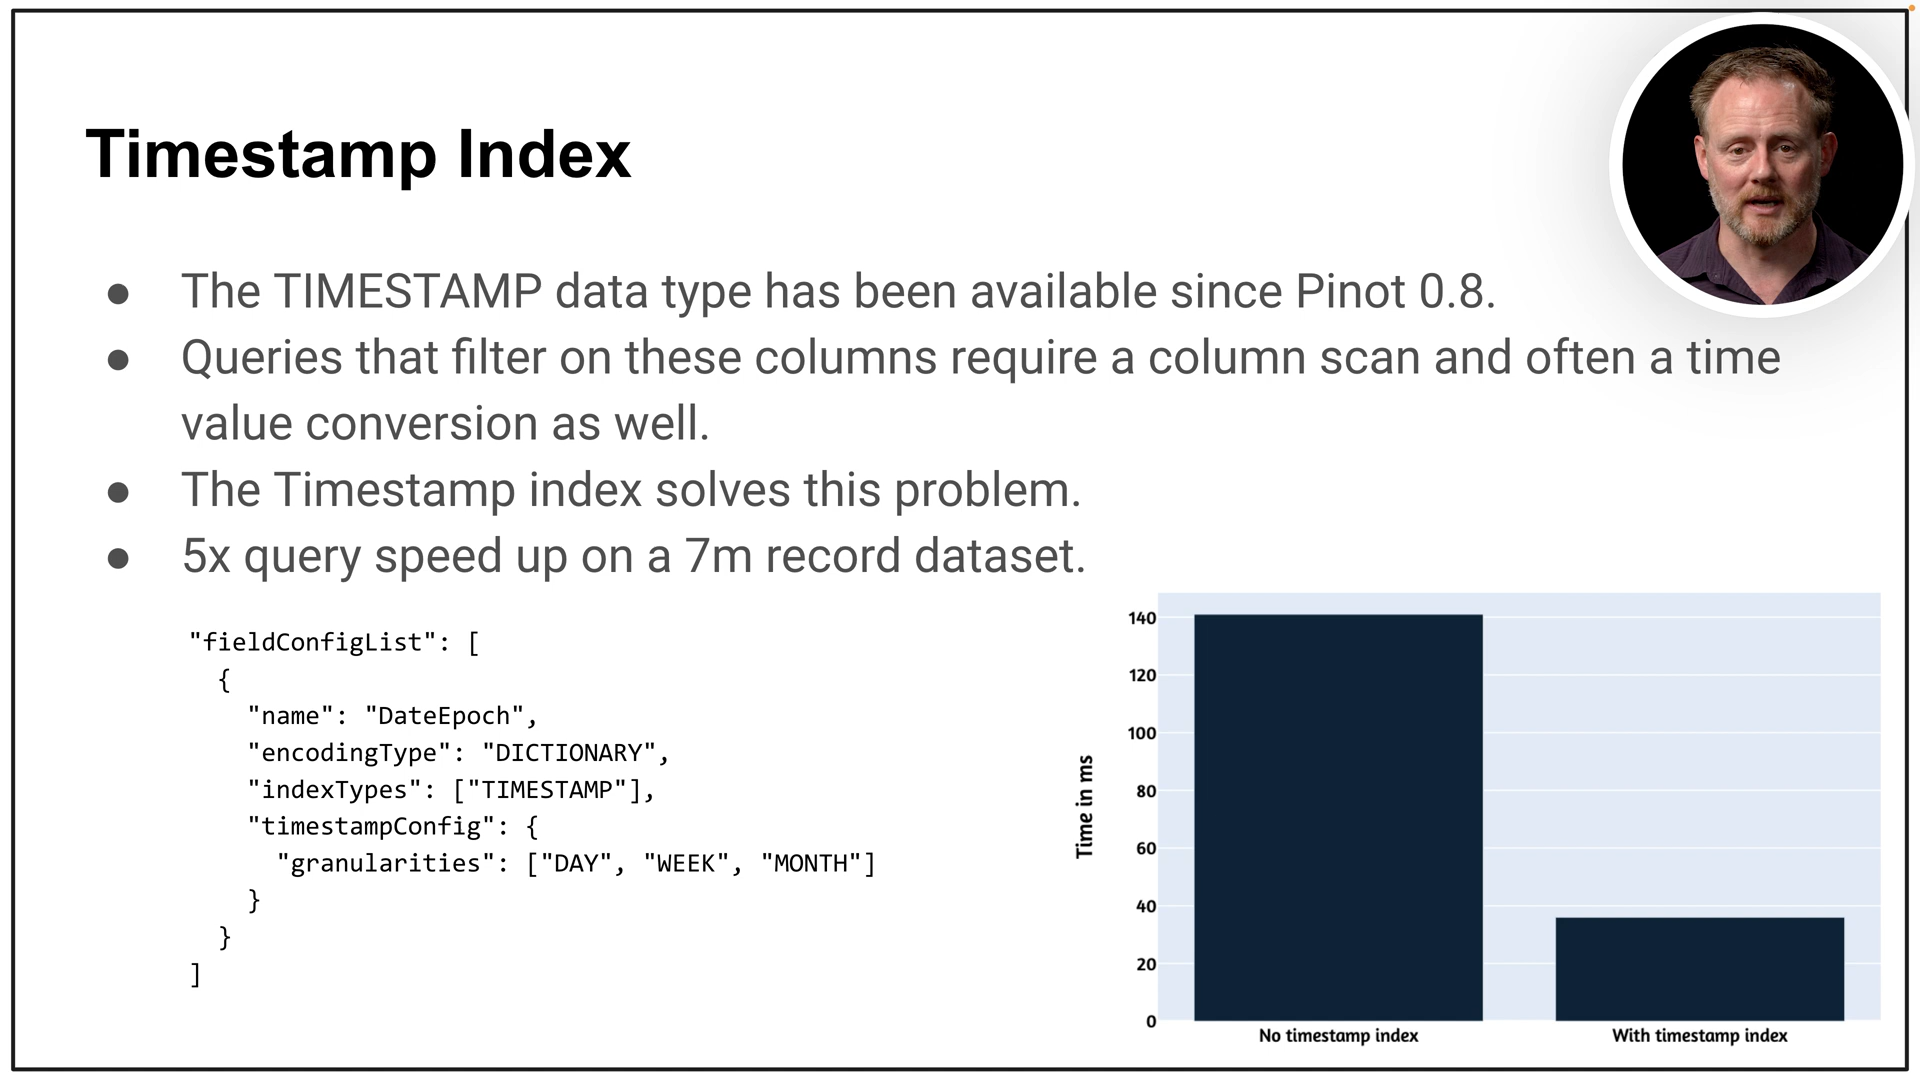 Timestamp Index
● The TIMESTAMP data type has been available since Pinot 0.8.
● Queries that filter on these columns require a column scan and often a time
value conversion as well.
● The Timestamp index solves this problem.
● 5x query speed up on a 7m record dataset.
"fieldConfigList": [
  {
    "name": "DateEpoch",
    "encodingType": "DICTIONARY",
    "indexTypes": ["TIMESTAMP"],
    "timestampConfig": {
      "granularities": ["DAY", "WEEK", "MONTH"]
    }
  }
]
Time in ms
140
120
100
80
60
40
20
0
No timestamp index
With timestamp index